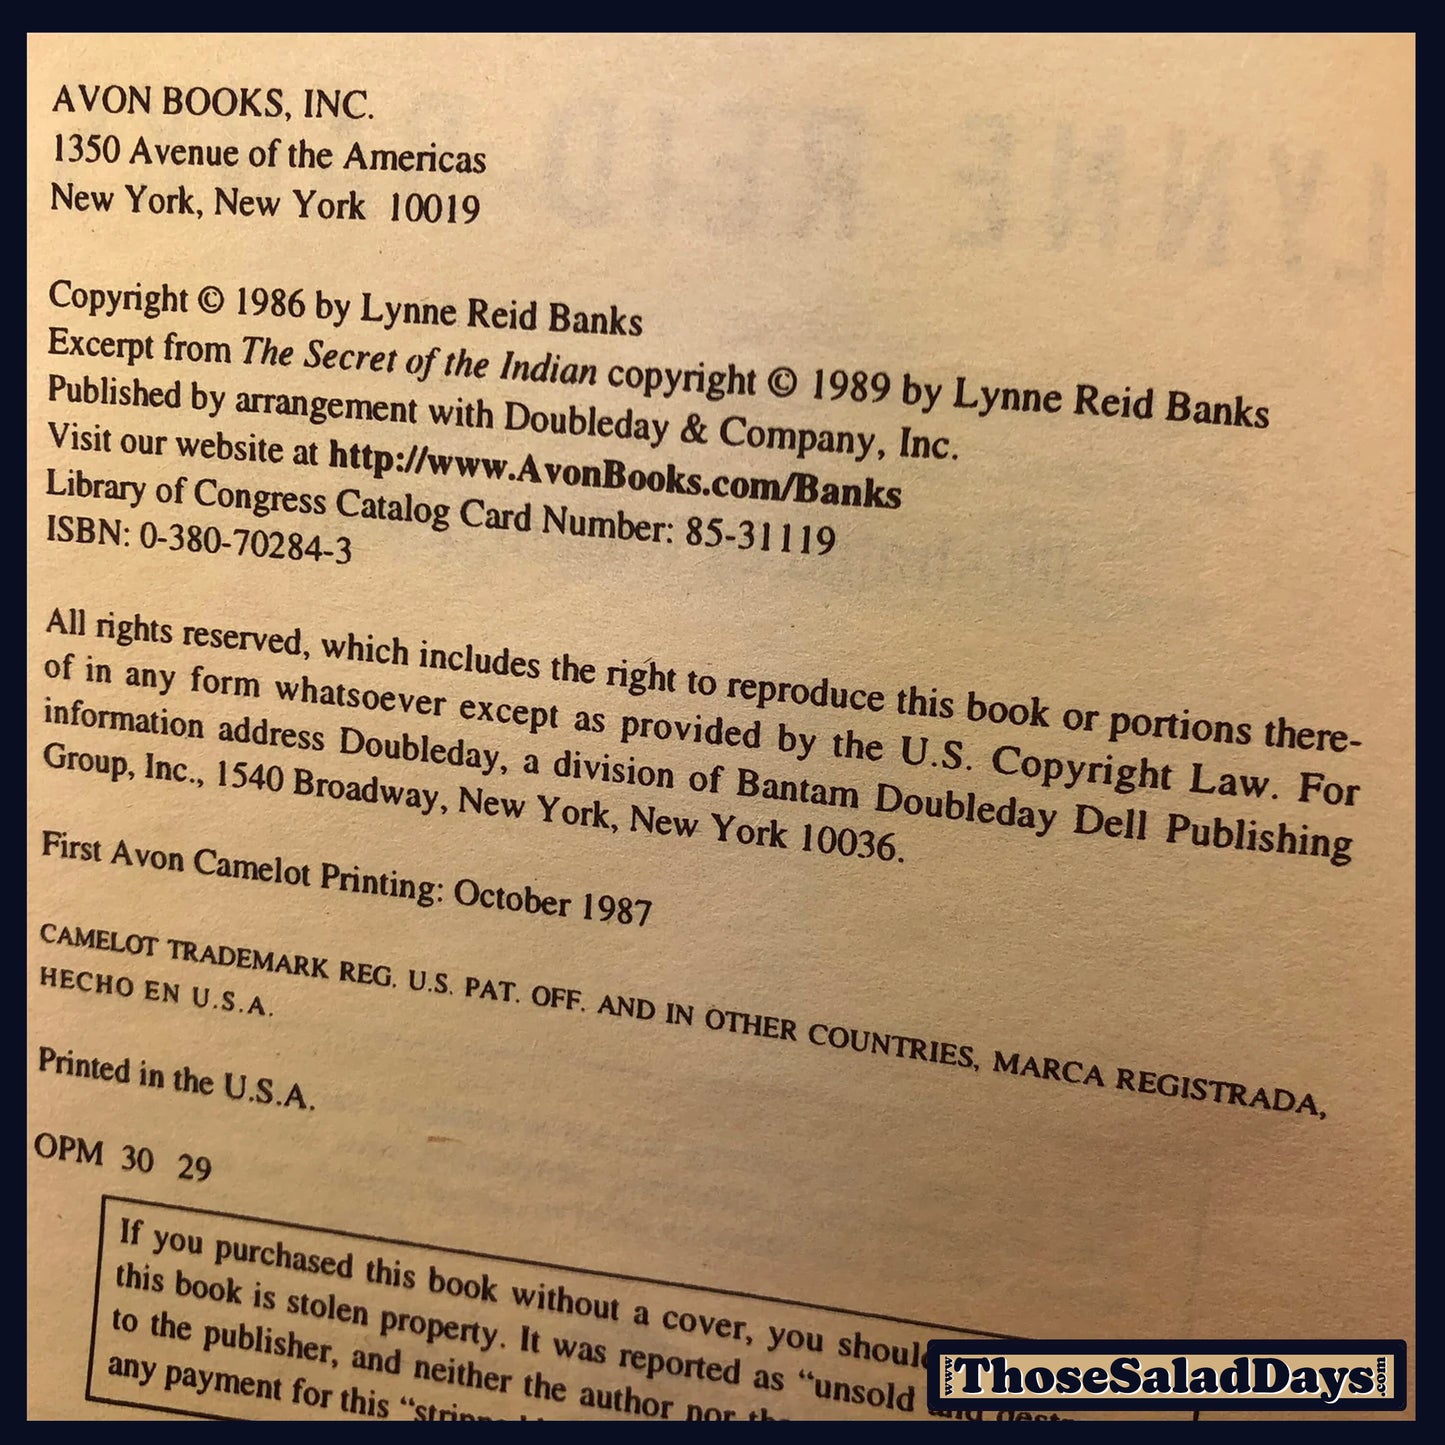 AVON BOOKS, INC.
1350 Avenue of the Americas
New York, New York 10019
Copyright © 1986 by Lynne Reid Banks
Excerpt from The Secret of the Indian copyright © 1989 by Lynne Reid Banks
Published by arrangement with Doubleday & Company, Inc.
Visit our website at http://www.AvonBooks.com/Banks
Library of Congress Catalog Card Number: 85-31119
ISBN: 0-380-70284-3
All rights reserved, which includes the right to reproduce this book or portions there-
of in any form whatsoever except as provided by the U.S. Copyright Law. For
information address Doubleday, a division of Bantam Doubleday Dell Publishing
Group, Inc., 1540 Broadway, New York, New York 10036.
First Avon Camelot Printing: October 1987
CAMELOT TRADEMARK REG. U.S. PAT. OFF. AND IN OTHER COUNTRIES, MARCA REGISTRADA,
HECHO EN U.S.A.
Printed in the U.S.A.
OPM 30 29
If you purchased this book without a cover, you should
this book is stolen property. It was reported as “unsold
to the publisher, and neither the author nor
any payment for this
www.ThoseSaladDays.com